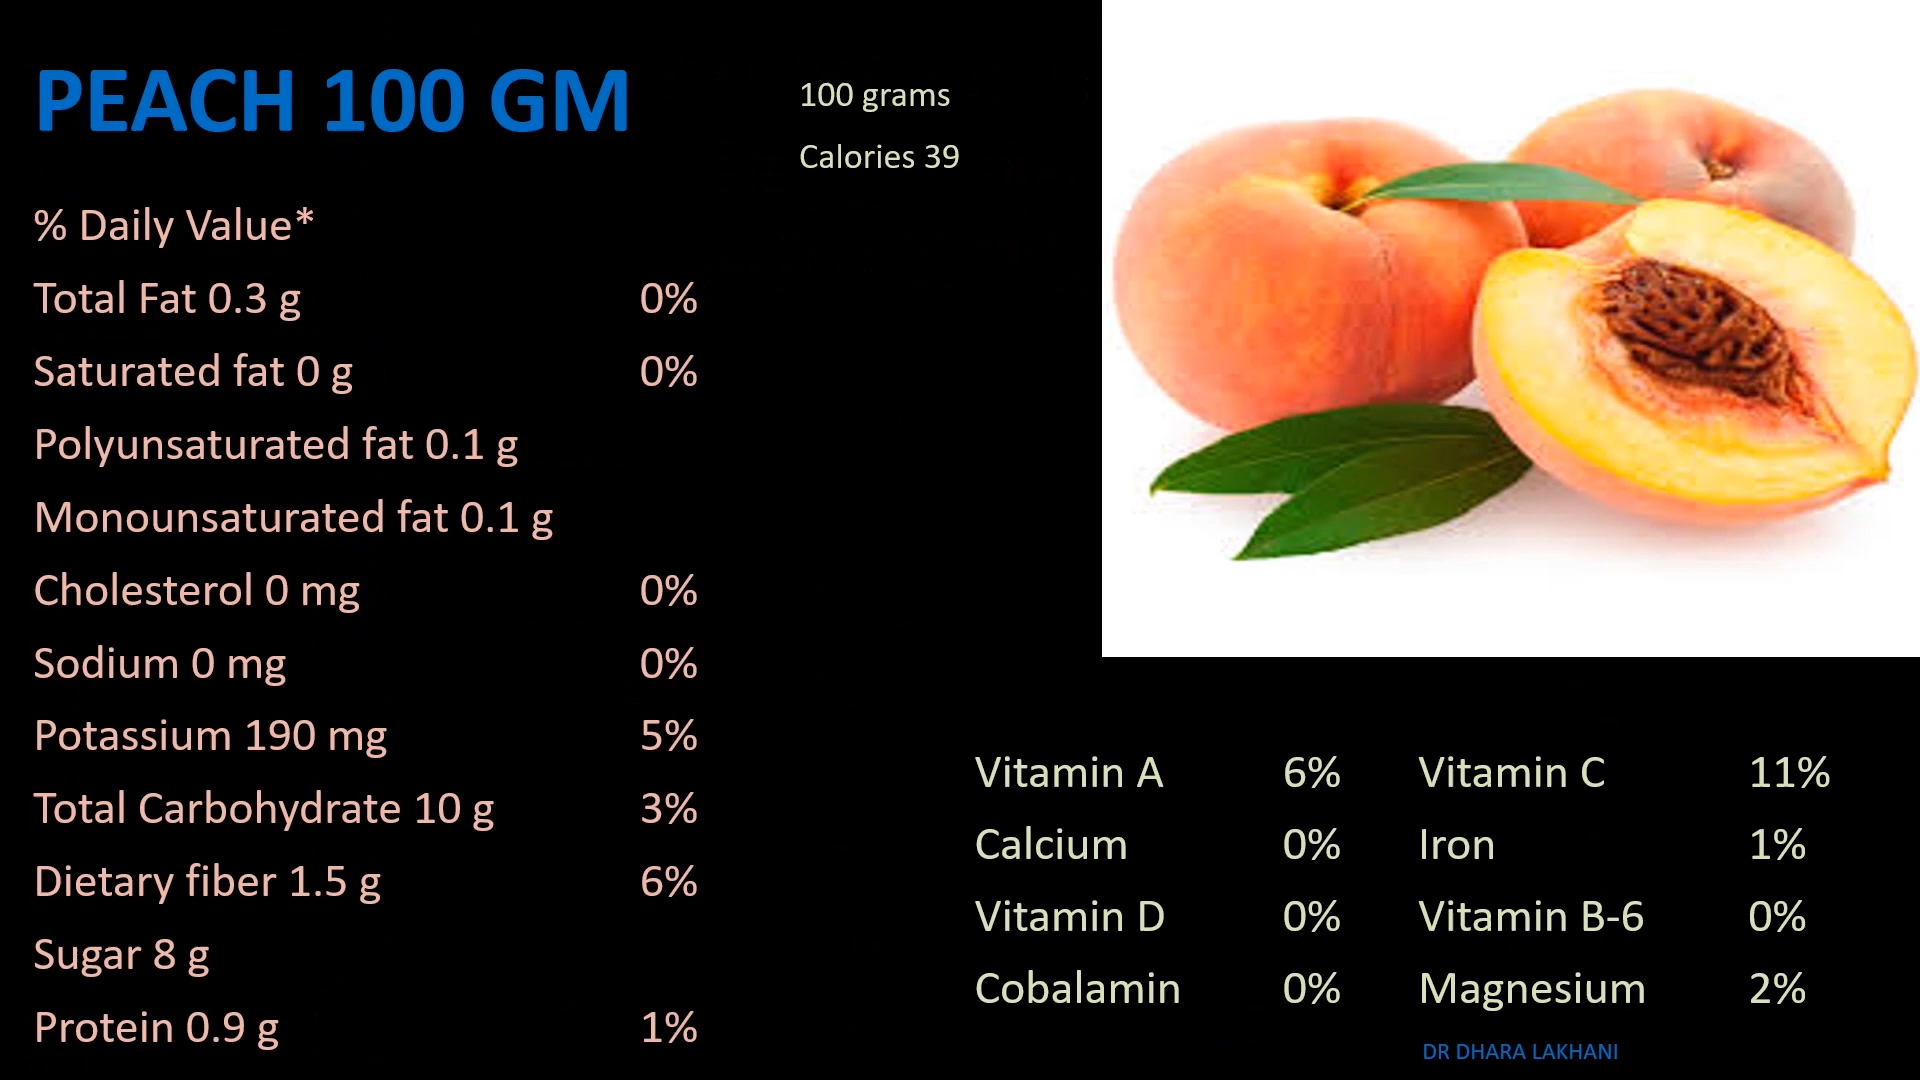 PEACH 100 GM
100 grams
Calories 39
% Daily Value*
Total Fat 0.3 g 0%
Saturated fat 0 g 0%
Polyunsaturated fat 0.1 g
Monounsaturated fat 0.1 g
Cholesterol 0 mg 0%
Sodium 0 mg 0%
Potassium 190 mg 5%
Total Carbohydrate 10 g 3%
Dietary fiber 1.5 g 6%
Sugar 8 g
Protein 0.9 g 1%
Vitamin A 6% Vitamin C 11%
Calcium 0% Iron 1%
Vitamin D 0% Vitamin B-6 0%
Cobalamin 0% Magnesium 2%
DR DHARA LAKHANI